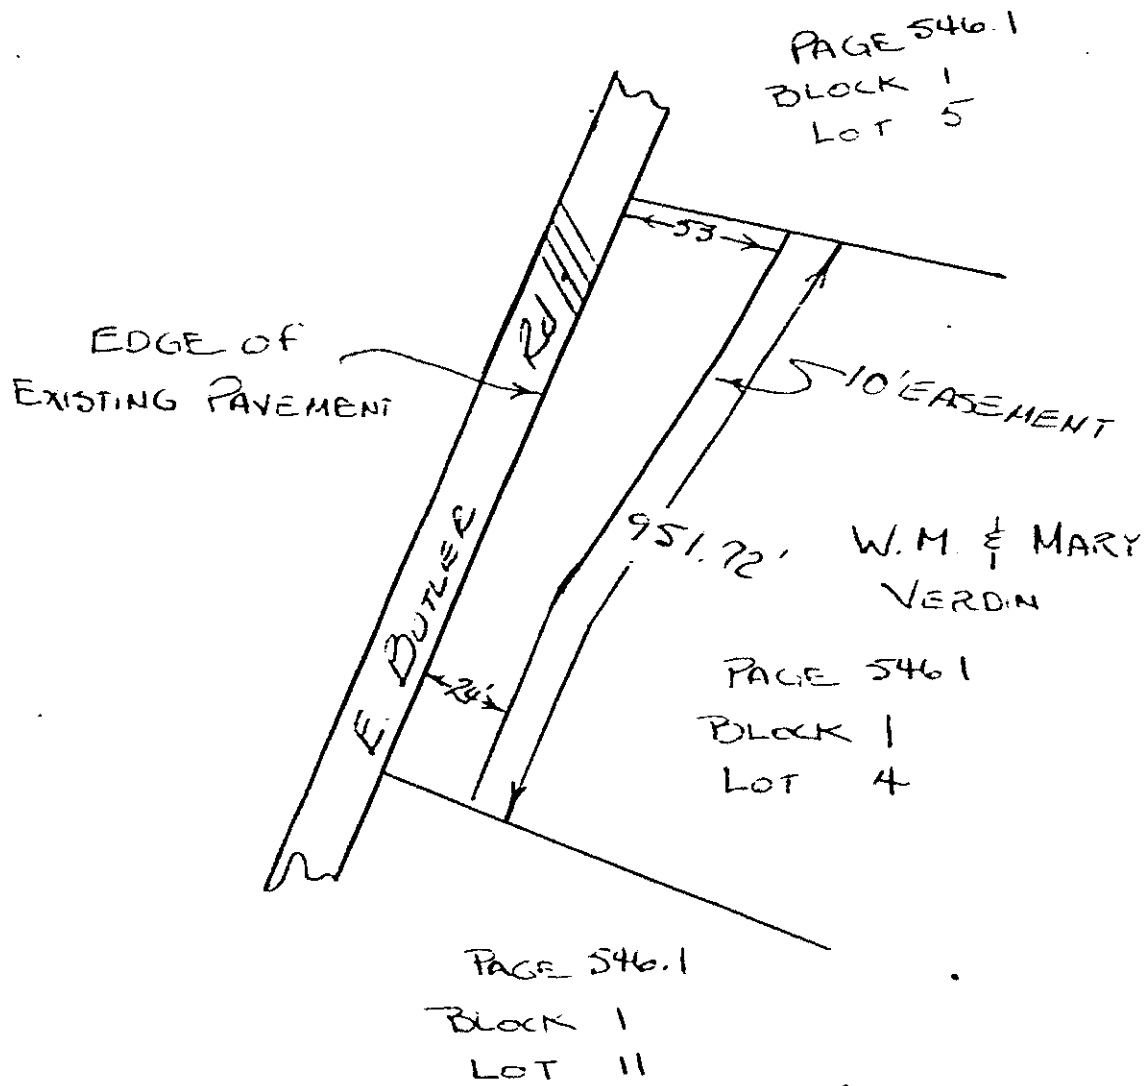 PAGE 546.1
BLOCK 1
LOT 5
53
EDGE OF
EXISTING PAVEMENT
10' EASEMENT
E. BUTLER Rd
951.72'
W.M. & MARY
VERDIN
24'
PAGE 546 1
BLOCK 1
LOT 4
PAGE 546.1
BLOCK 1
LOT 11